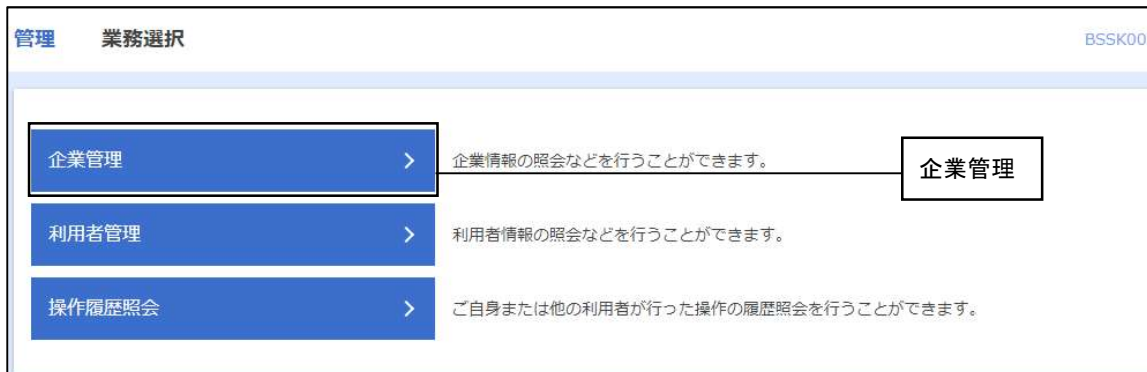 管理 業務選択 BSSK00
企業管理 企業情報の照会などを行うことができます。 企業管理
利用者管理 利用者情報の照会などを行うことができます。
操作履歴照会 ご自身または他の利用者が行った操作の履歴照会を行うことができます。